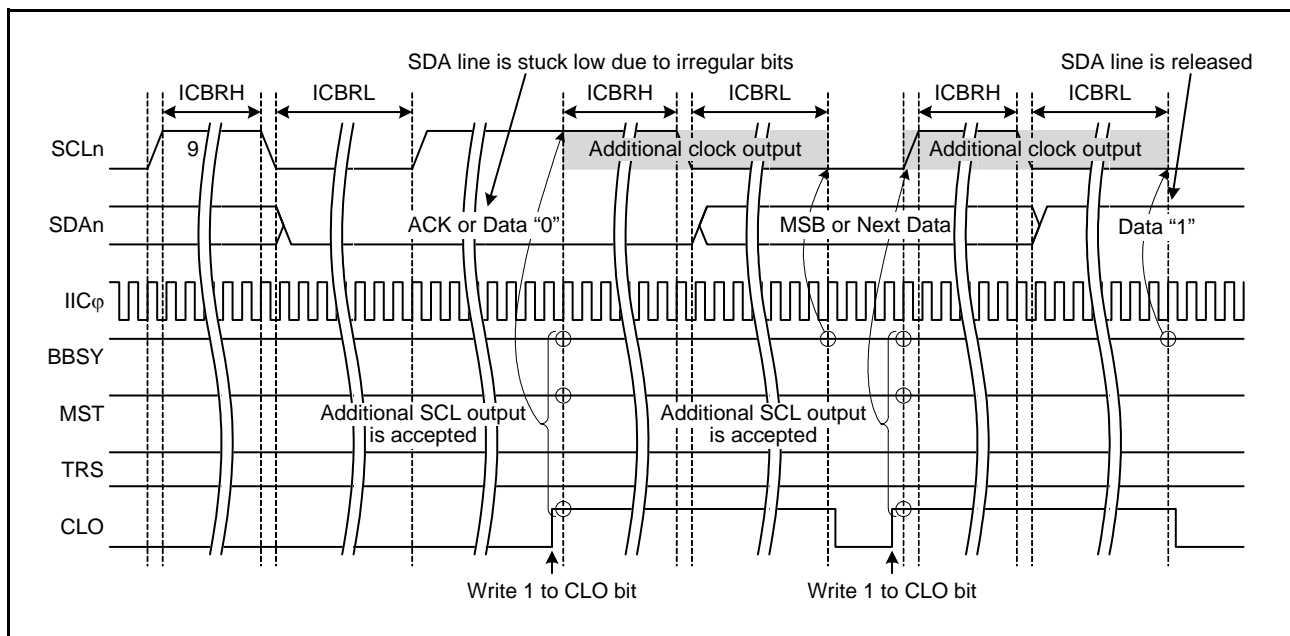 SDA line is stuck low due to irregular bits
SDA line is released
ICBRH
ICBRL
ICBRH
ICBRL
ICBRH
ICBRL
SCLn
9
Additional clock output
Additional clock output
SDAn
ACK or Data “0”
MSB or Next Data
Data “1”
IICφ
BBSY
MST
Additional SCL output
is accepted
Additional SCL output
is accepted
TRS
CLO
Write 1 to CLO bit
Write 1 to CLO bit